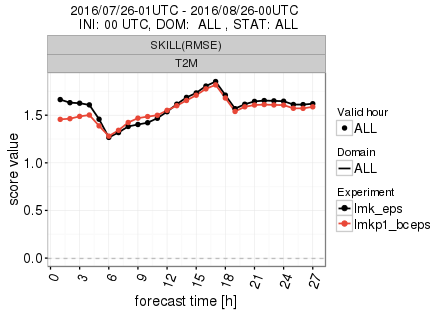 2016/07/26-01UTC - 2016/08/26-00UTC
INI: 00 UTC, DOM: ALL , STAT: ALL
SKILL(RMSE)
T2M
score value
1.5
1.0
0.5
0.0
0 3 6 9 12 15 18 21 24 27
forecast time [h]
Valid hour
ALL
Domain
ALL
Experiment
lmk_eps
lmkp1_bceps